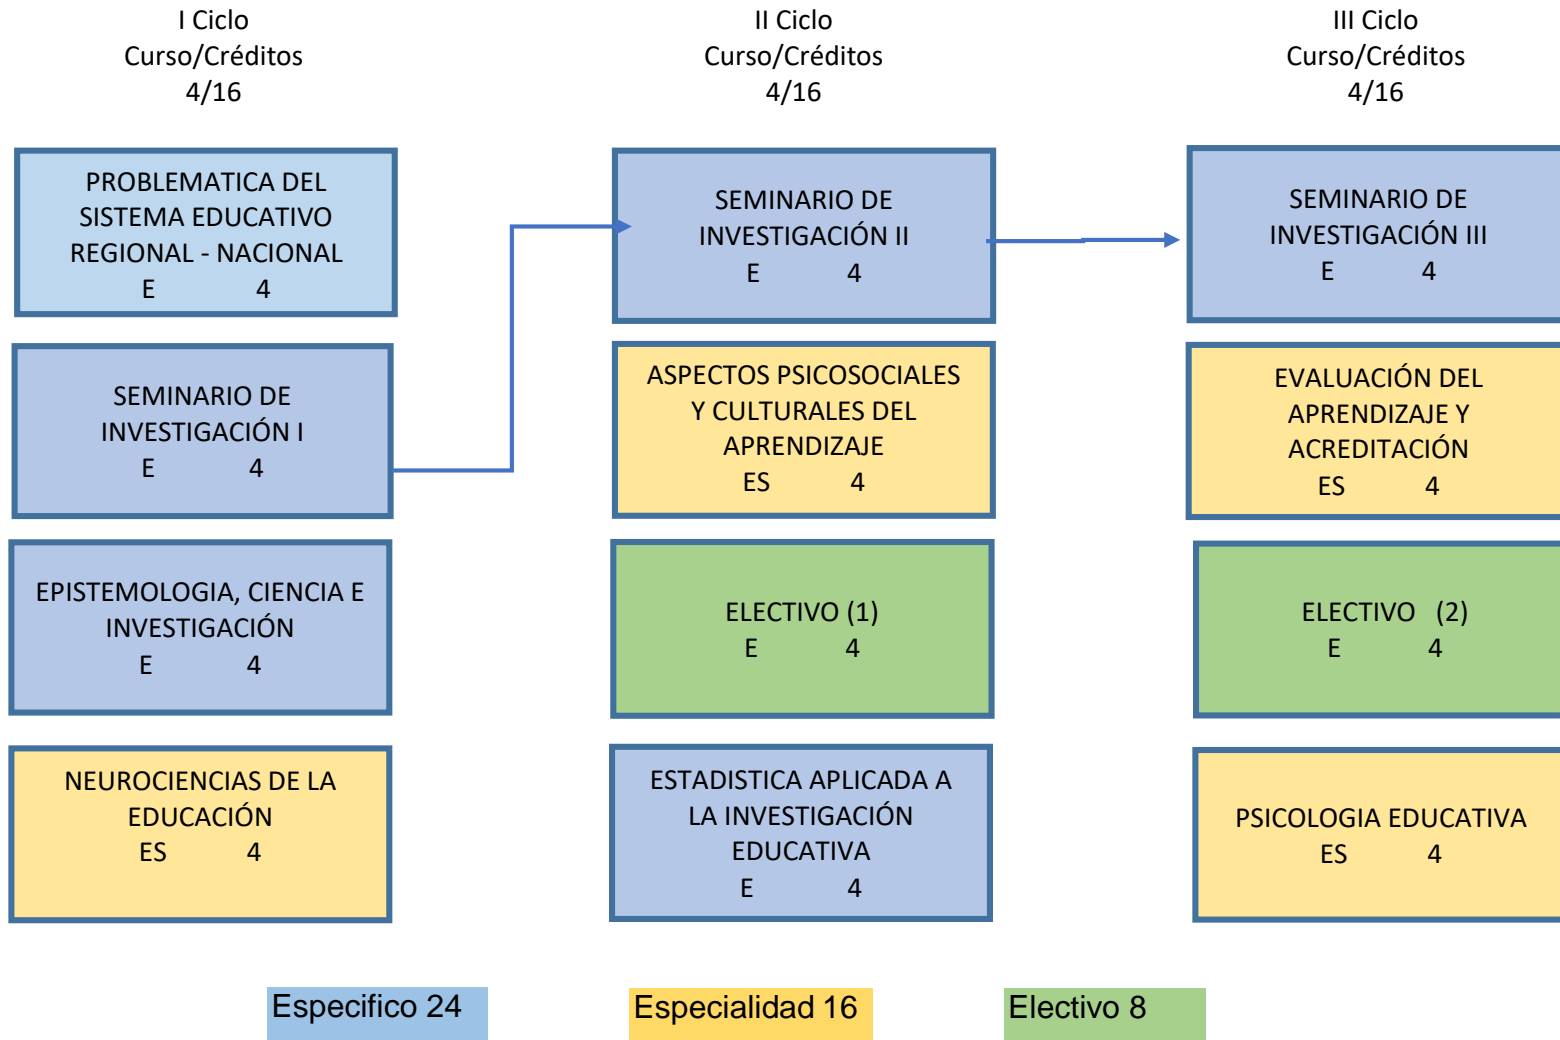 I Ciclo
Curso/Créditos
4/16
II Ciclo
Curso/Créditos
4/16
III Ciclo
Curso/Créditos
4/16
PROBLEMATICA DEL
SISTEMA EDUCATIVO
REGIONAL - NACIONAL
E 4
SEMINARIO DE
INVESTIGACIÓN II
E 4
SEMINARIO DE
INVESTIGACIÓN III
E 4
SEMINARIO DE
INVESTIGACIÓN I
E 4
ASPECTOS PSICOSOCIALES
Y CULTURALES DEL
APRENDIZAJE
ES 4
EVALUACIÓN DEL
APRENDIZAJE Y
ACREDITACIÓN
ES 4
EPISTEMOLOGIA, CIENCIA E
INVESTIGACIÓN
E 4
ELECTIVO (1)
E 4
ELECTIVO (2)
E 4
NEUROCIENCIAS DE LA
EDUCACIÓN
ES 4
ESTADISTICA APLICADA A
LA INVESTIGACIÓN
EDUCATIVA
E 4
PSICOLOGIA EDUCATIVA
ES 4
Especifico 24
Especialidad 16
Electivo 8